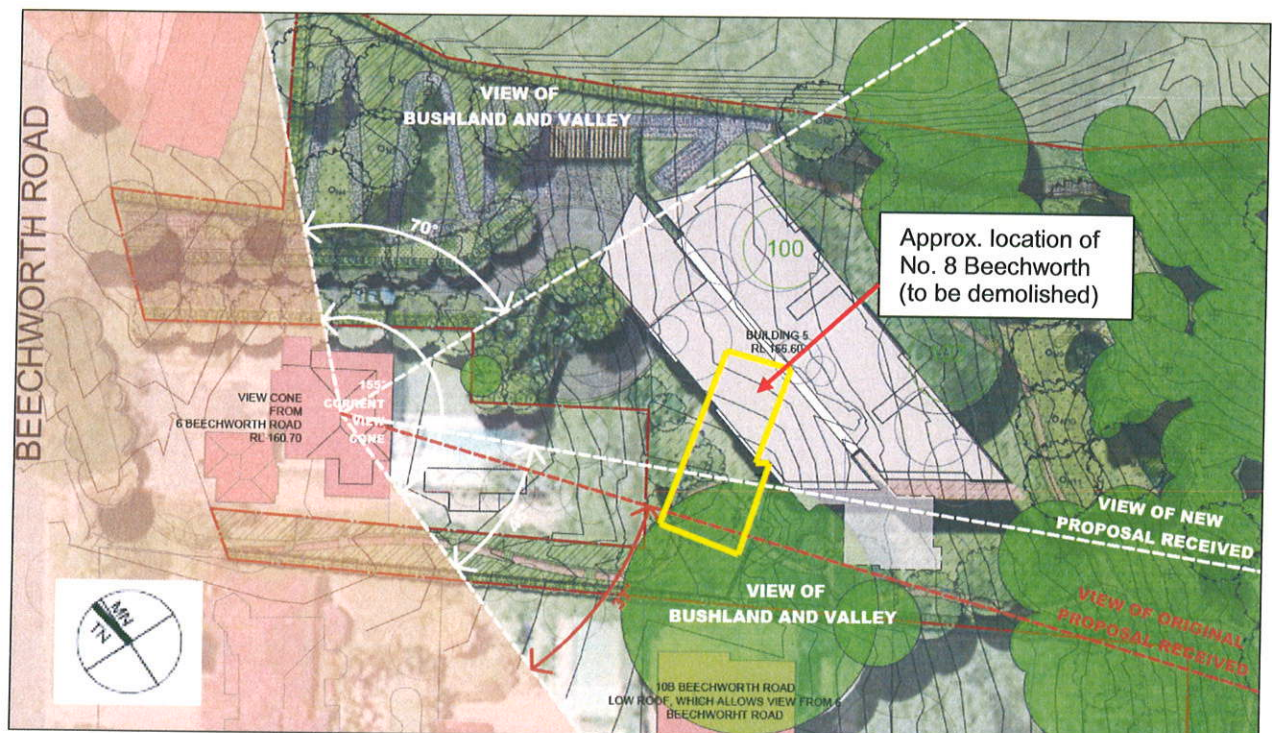 BEECHWORTH ROAD
VIEW OF
BUSHLAND AND VALLEY
70°
100
Approx. location of
No. 8 Beechworth
(to be demolished)
BUILDING 5
RL 165.60
VIEW CONE
FROM
6 BEECHWORTH ROAD
RL 160.70
155°
CURRENT
VIEW
CONE
VIEW OF NEW
PROPOSAL RECEIVED
VIEW OF ORIGINAL
PROPOSAL RECEIVED
VIEW OF
BUSHLAND AND VALLEY
MN
TN
10B BEECHWORTH ROAD
LOW ROOF, WHICH ALLOWS VIEW FROM 6
BEECHWORHT ROAD